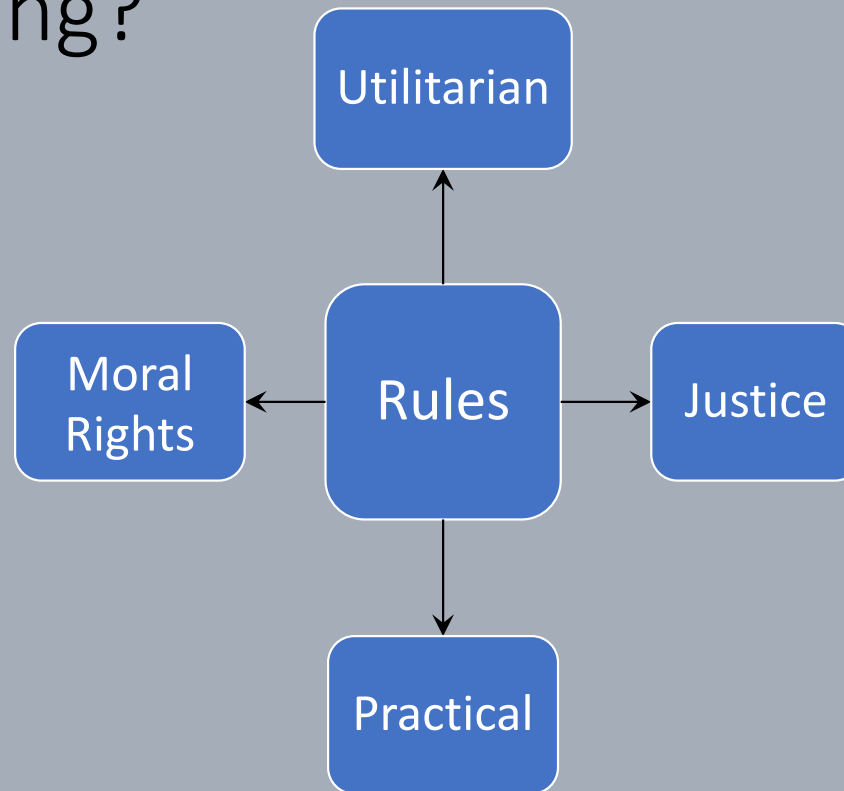 ng?
Utilitarian
Moral
Rights
Rules
Justice
Practical